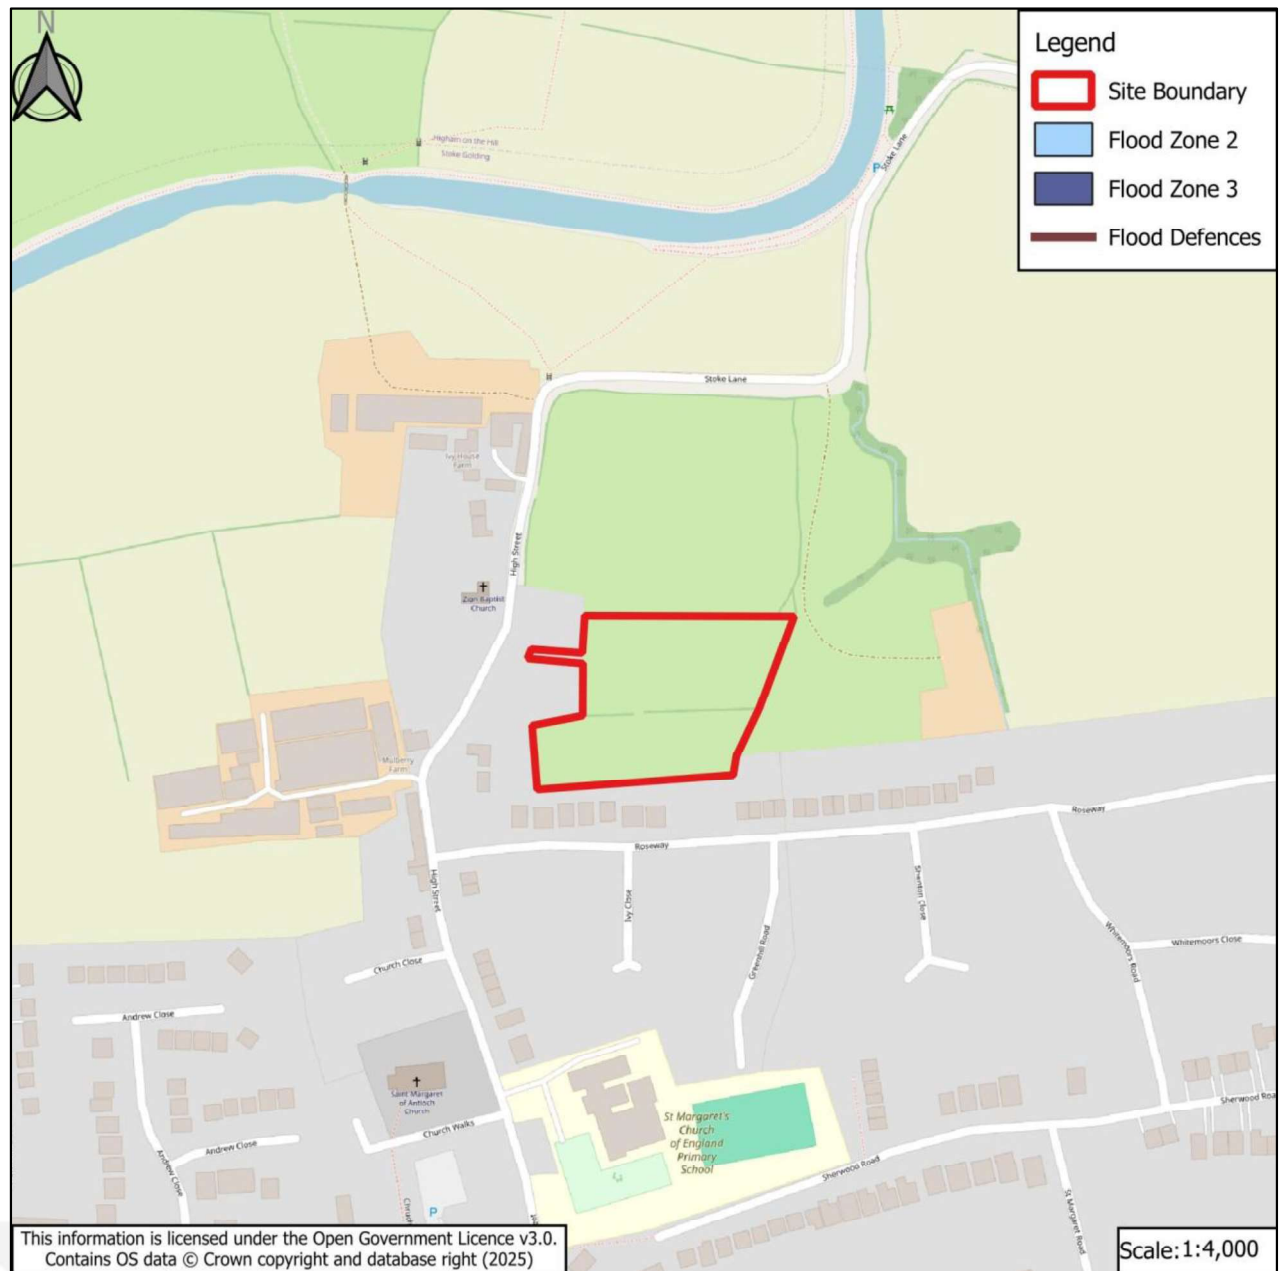 N
Legend
Site Boundary
Flood Zone 2
Flood Zone 3
Flood Defences
Higham on the Hill
Stoke Golding
Stoke Lane
P
Stoke Lane
Ivy House
Farm
High Street
Zion Baptist
Church
Mulberry
Farm
Roseway
Roseway
High Street
Ivy Close
Greenhill Road
Shenton Close
Whitemoors Road
Whitemoors Close
Church Close
Andrew Close
Saint Margaret
of Antioch
Church
Church Walks
Andrew Close
Andrew Close
St Margaret's
Church
of England
Primary
School
Sherwood Road
Sherwood Roa
St Margaret Road
P
This information is licensed under the Open Government Licence v3.0.
Contains OS data © Crown copyright and database right (2025)
Scale: 1:4,000